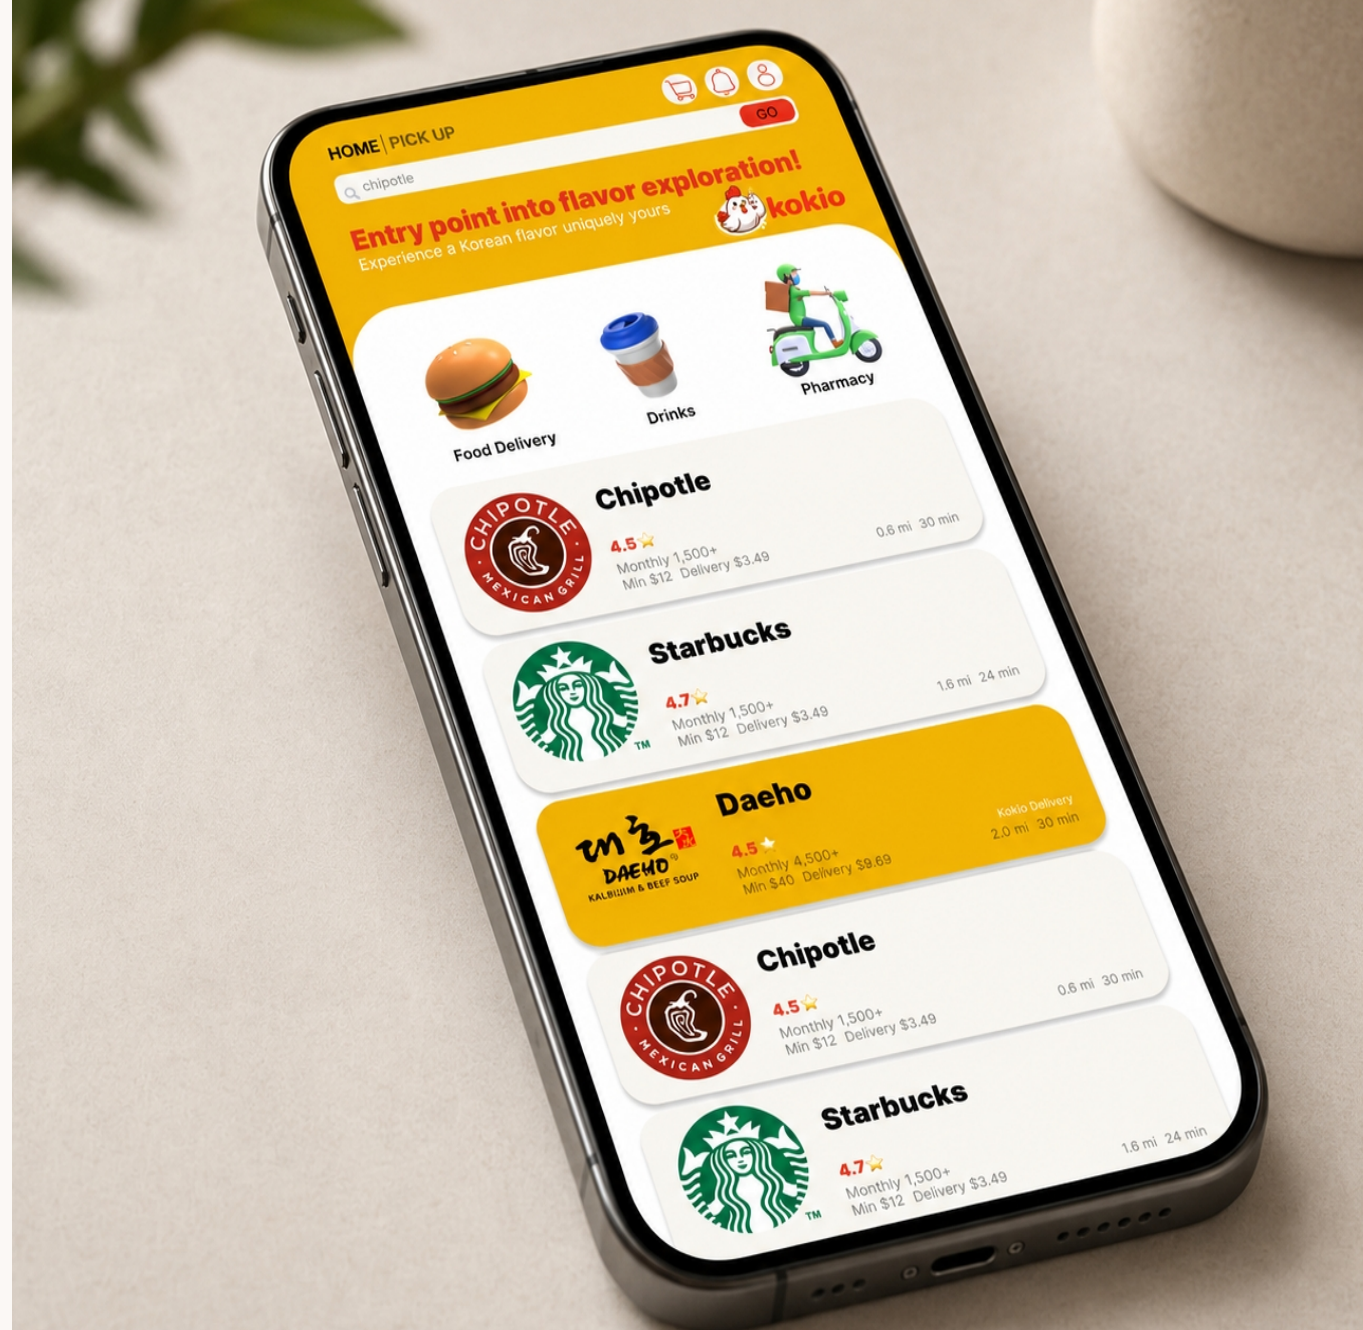 HOME | PICK UP
chipotle
GO
Entry point into flavor exploration!
Experience a Korean flavor uniquely yours
kokio
Food Delivery
Drinks
Pharmacy
CHIPOTLE
MEXICAN GRILL
Chipotle
4.5
Monthly 1,500+
Min $12 Delivery $3.49
0.6 mi 30 min
TM
Starbucks
4.7
Monthly 1,500+
Min $12 Delivery $3.49
1.6 mi 24 min
대호
DAEHO
KALBIJJIM & BEEF SOUP
Daeho
4.5
Monthly 4,500+
Min $40 Delivery $9.69
Kokio Delivery
2.0 mi 30 min
CHIPOTLE
MEXICAN GRILL
Chipotle
4.5
Monthly 1,500+
Min $12 Delivery $3.49
0.6 mi 30 min
TM
Starbucks
4.7
Monthly 1,500+
Min $12 Delivery $3.49
1.6 mi 24 min